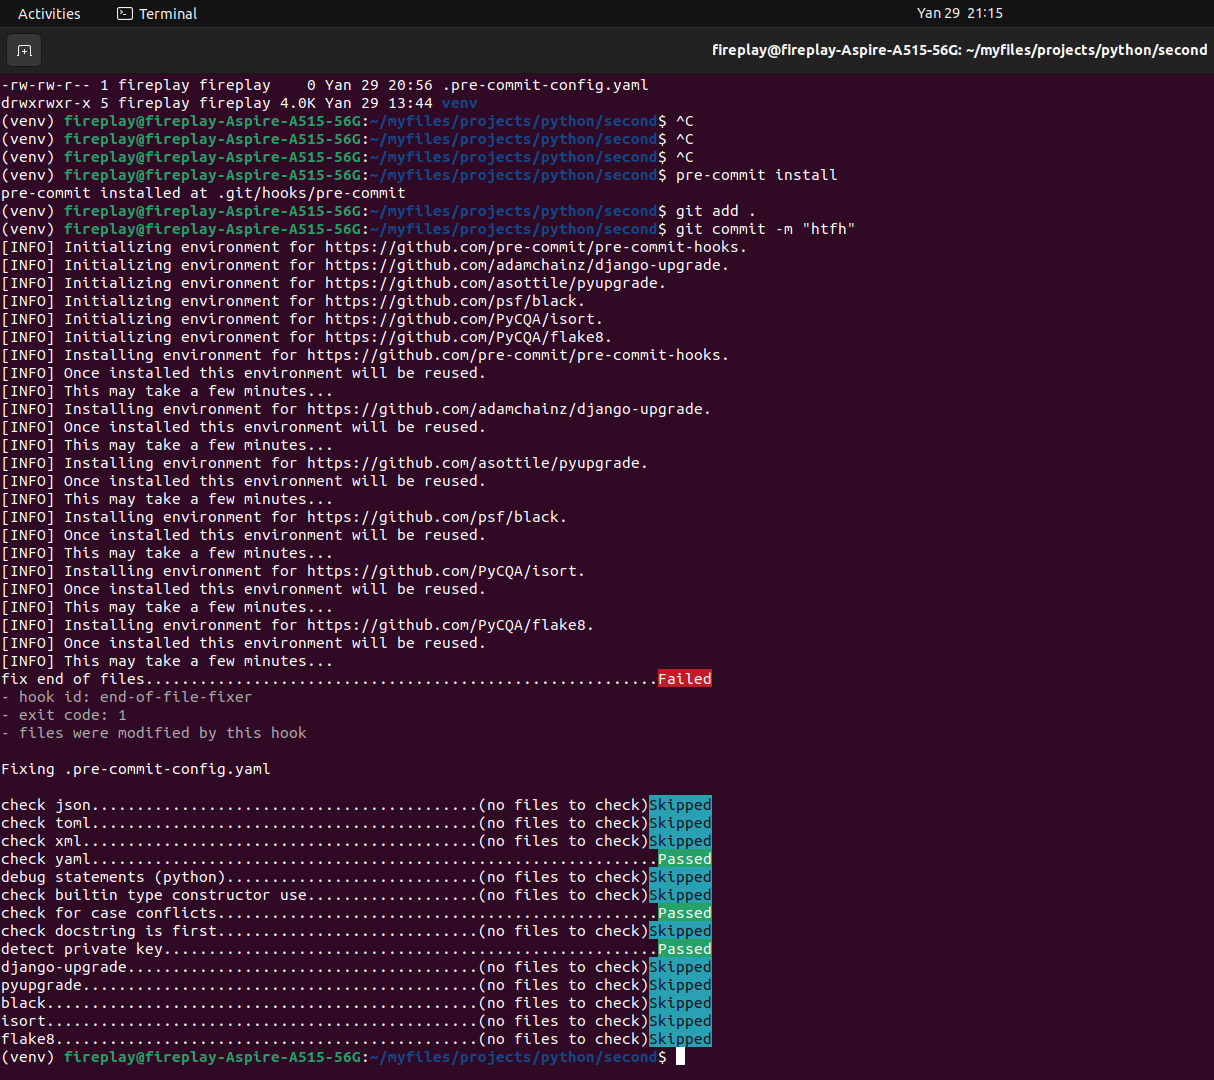 Activities
Terminal
Yan 29 21:15
fireplay@fireplay-Aspire-A515-56G: ~/myfiles/projects/python/second
-rw-rw-r-- 1 fireplay fireplay    0 Yan 29 20:56 .pre-commit-config.yaml
drwxrwxr-x 5 fireplay fireplay 4.0K Yan 29 13:44 venv
(venv) fireplay@fireplay-Aspire-A515-56G:~/myfiles/projects/python/second$ ^C
(venv) fireplay@fireplay-Aspire-A515-56G:~/myfiles/projects/python/second$ ^C
(venv) fireplay@fireplay-Aspire-A515-56G:~/myfiles/projects/python/second$ ^C
(venv) fireplay@fireplay-Aspire-A515-56G:~/myfiles/projects/python/second$ pre-commit install
pre-commit installed at .git/hooks/pre-commit
(venv) fireplay@fireplay-Aspire-A515-56G:~/myfiles/projects/python/second$ git add .
(venv) fireplay@fireplay-Aspire-A515-56G:~/myfiles/projects/python/second$ git commit -m "htfh"
[INFO] Initializing environment for https://github.com/pre-commit/pre-commit-hooks.
[INFO] Initializing environment for https://github.com/adamchainz/django-upgrade.
[INFO] Initializing environment for https://github.com/asottile/pyupgrade.
[INFO] Initializing environment for https://github.com/psf/black.
[INFO] Initializing environment for https://github.com/PyCQA/isort.
[INFO] Initializing environment for https://github.com/PyCQA/flake8.
[INFO] Installing environment for https://github.com/pre-commit/pre-commit-hooks.
[INFO] Once installed this environment will be reused.
[INFO] This may take a few minutes...
[INFO] Installing environment for https://github.com/adamchainz/django-upgrade.
[INFO] Once installed this environment will be reused.
[INFO] This may take a few minutes...
[INFO] Installing environment for https://github.com/asottile/pyupgrade.
[INFO] Once installed this environment will be reused.
[INFO] This may take a few minutes...
[INFO] Installing environment for https://github.com/psf/black.
[INFO] Once installed this environment will be reused.
[INFO] This may take a few minutes...
[INFO] Installing environment for https://github.com/PyCQA/isort.
[INFO] Once installed this environment will be reused.
[INFO] This may take a few minutes...
[INFO] Installing environment for https://github.com/PyCQA/flake8.
[INFO] Once installed this environment will be reused.
[INFO] This may take a few minutes...
fix end of files.........................................................Failed
- hook id: end-of-file-fixer
- exit code: 1
- files were modified by this hook
Fixing .pre-commit-config.yaml
check json...........................................(no files to check)Skipped
check toml...........................................(no files to check)Skipped
check xml............................................(no files to check)Skipped
check yaml...............................................................Passed
debug statements (python)............................(no files to check)Skipped
check builtin type constructor use...................(no files to check)Skipped
check for case conflicts.................................................Passed
check docstring is first.............................(no files to check)Skipped
detect private key.......................................................Passed
django-upgrade.......................................(no files to check)Skipped
pyupgrade............................................(no files to check)Skipped
black................................................(no files to check)Skipped
isort................................................(no files to check)Skipped
flake8...............................................(no files to check)Skipped
(venv) fireplay@fireplay-Aspire-A515-56G:~/myfiles/projects/python/second$